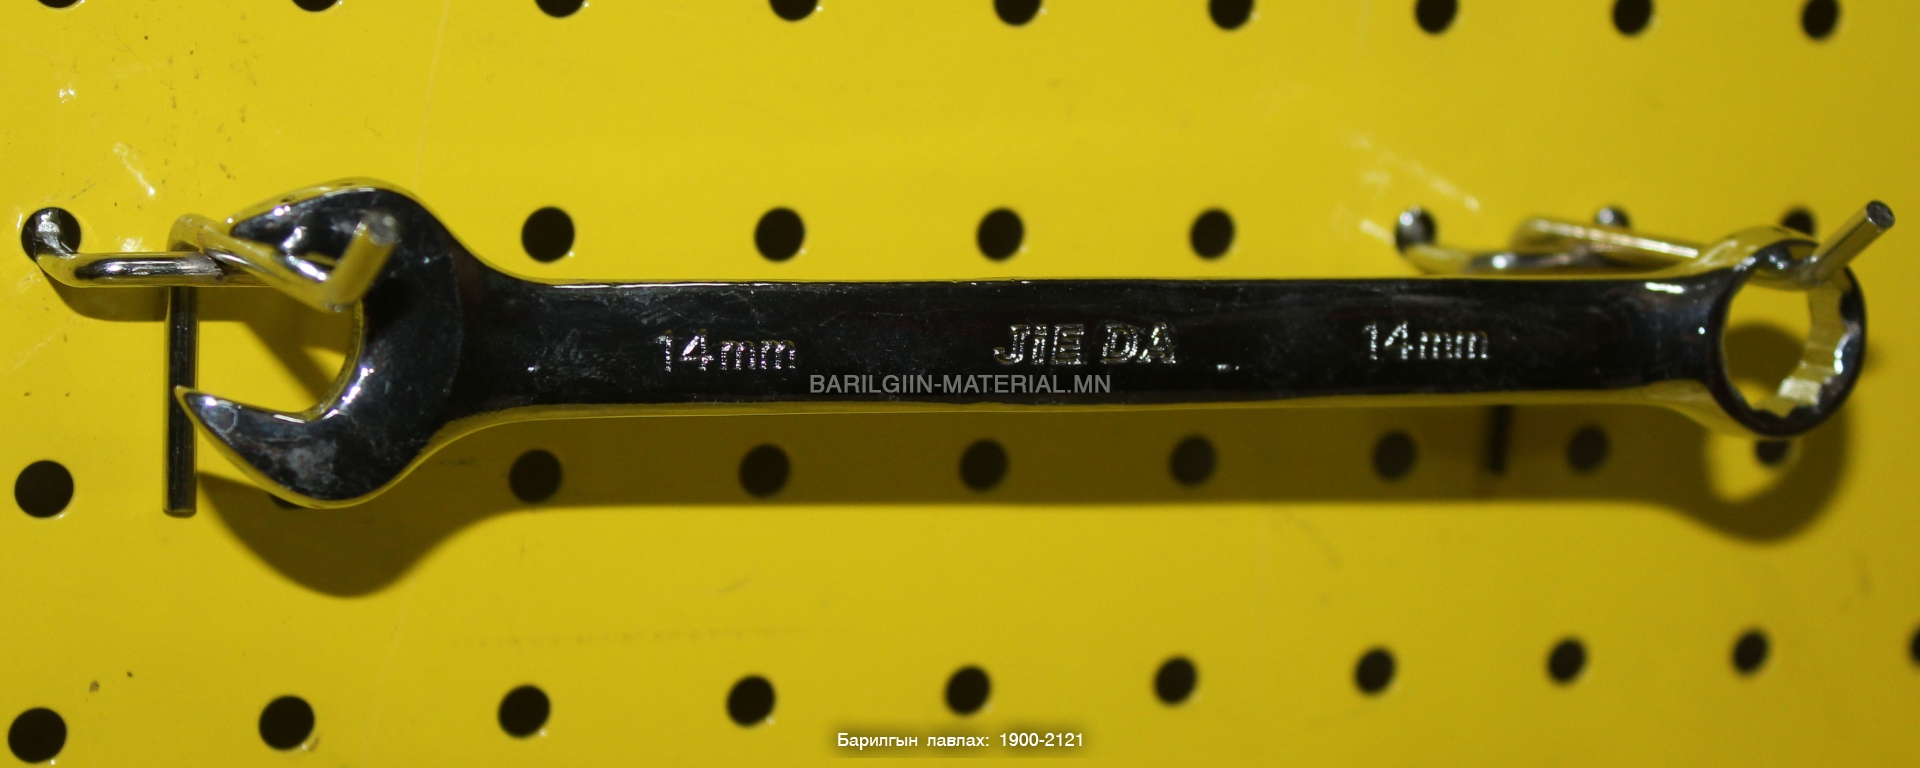 14mm JIE DA 14mm
BARILGIIN-MATERIAL.MN
Барилгын лавлах: 1900-2121